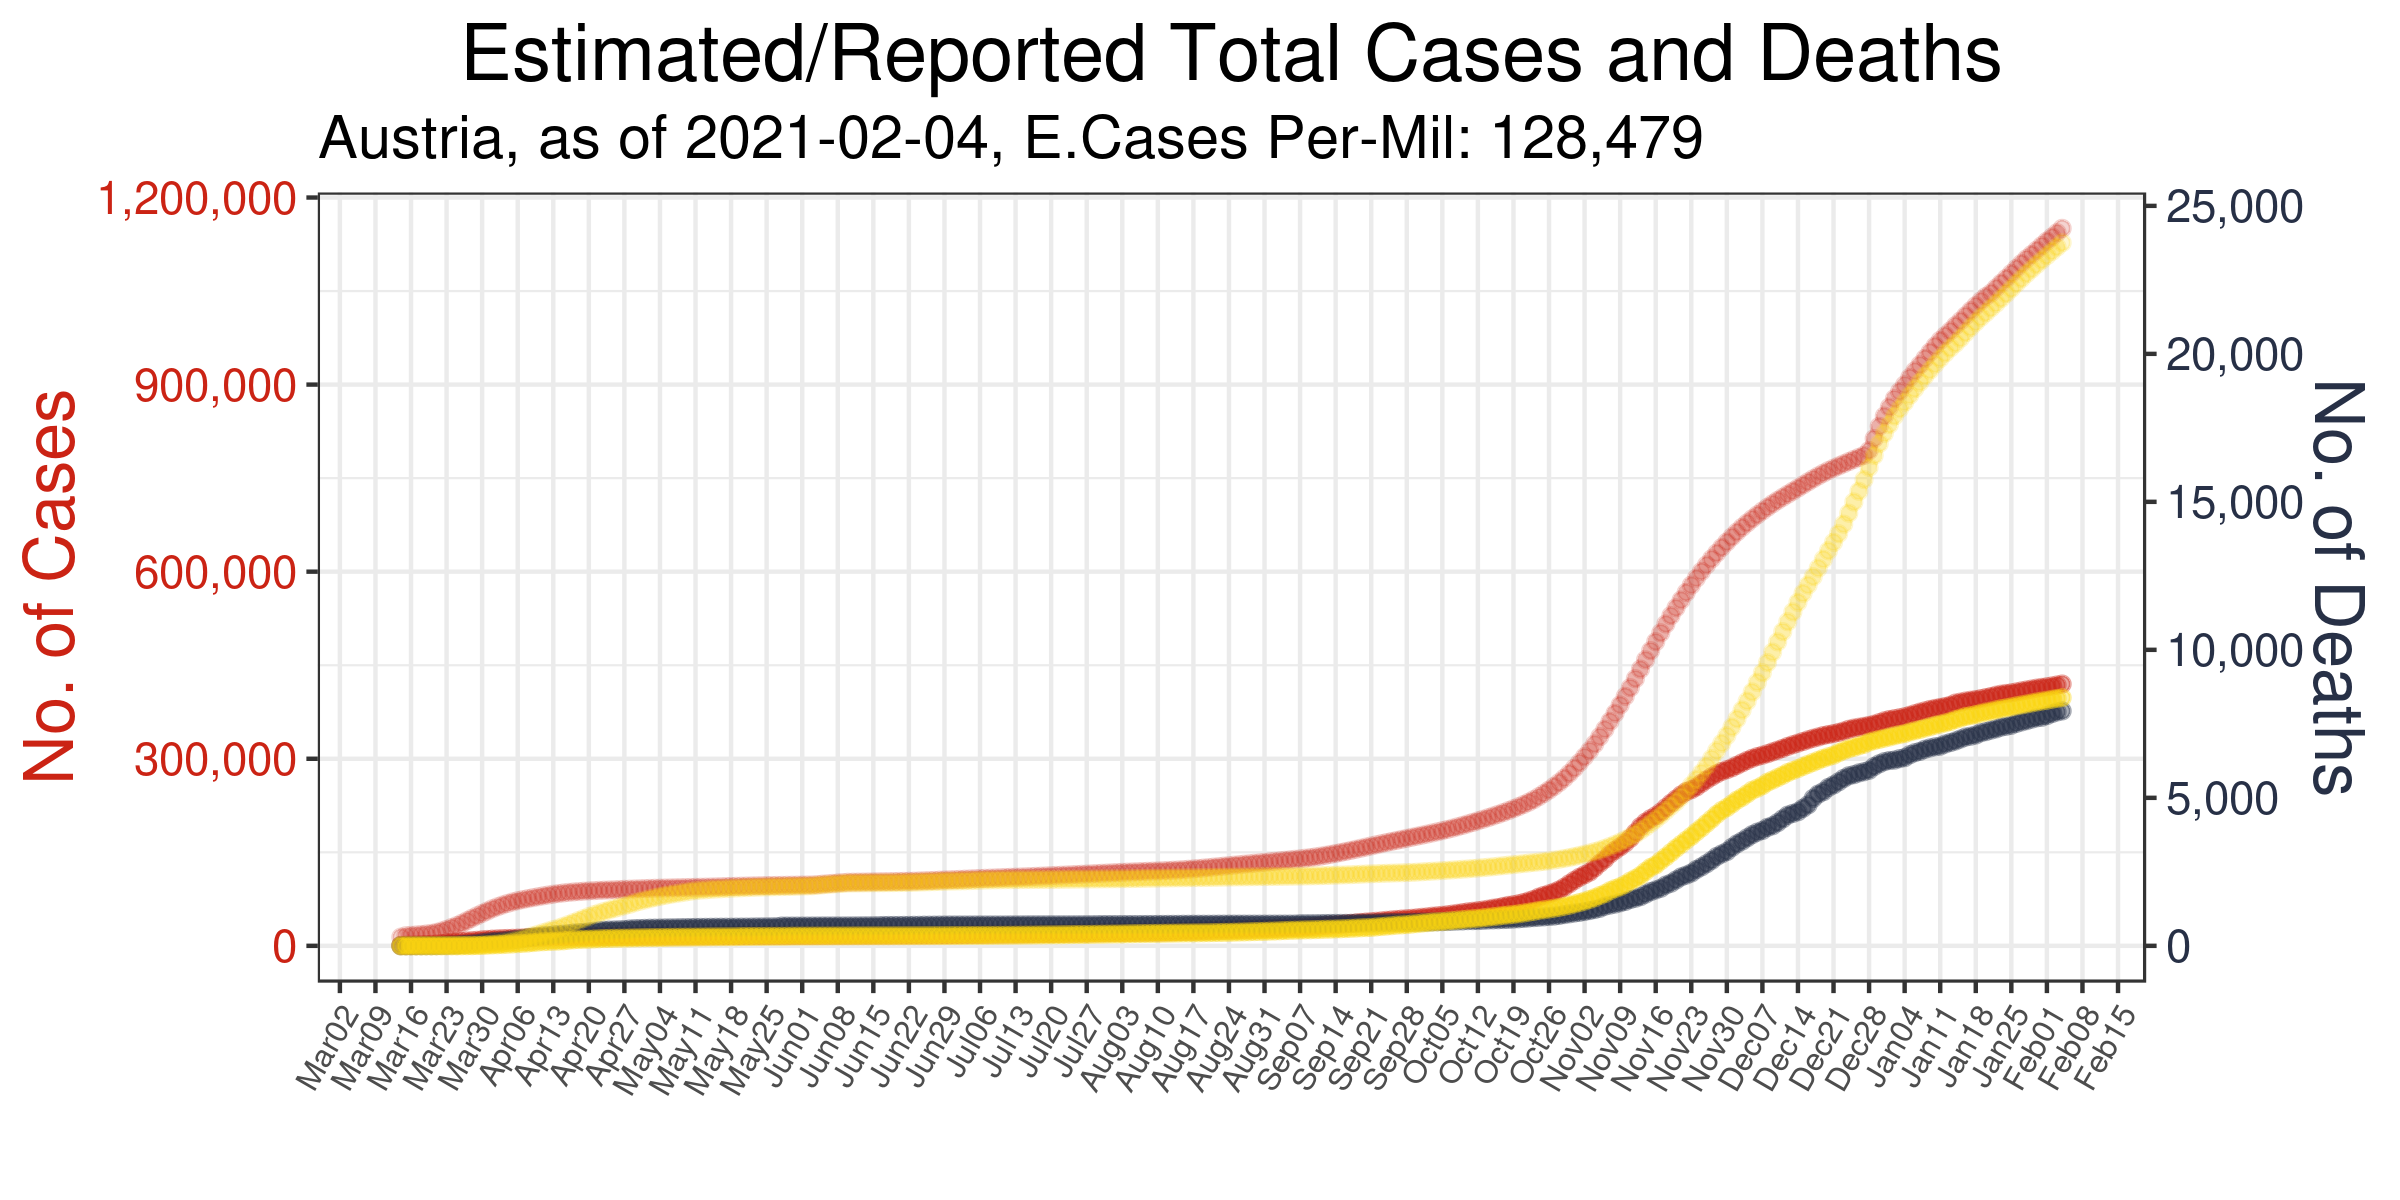 Estimated/Reported Total Cases and Deaths
Austria, as of 2021-02-04, E.Cases Per-Mil: 128,479
No. of Cases
1,200,000
900,000
600,000
300,000
0
25,000
20,000
15,000
10,000
5,000
0
No. of Deaths
Mar02
Mar09
Mar16
Mar23
Mar30
Apr06
Apr13
Apr20
Apr27
May04
May11
May18
May25
Jun01
Jun08
Jun15
Jun22
Jun29
Jul06
Jul13
Jul20
Jul27
Aug03
Aug10
Aug17
Aug24
Aug31
Sep07
Sep14
Sep21
Sep28
Oct05
Oct12
Oct19
Oct26
Nov02
Nov09
Nov16
Nov23
Nov30
Dec07
Dec14
Dec21
Dec28
Jan04
Jan11
Jan18
Jan25
Feb01
Feb08
Feb15